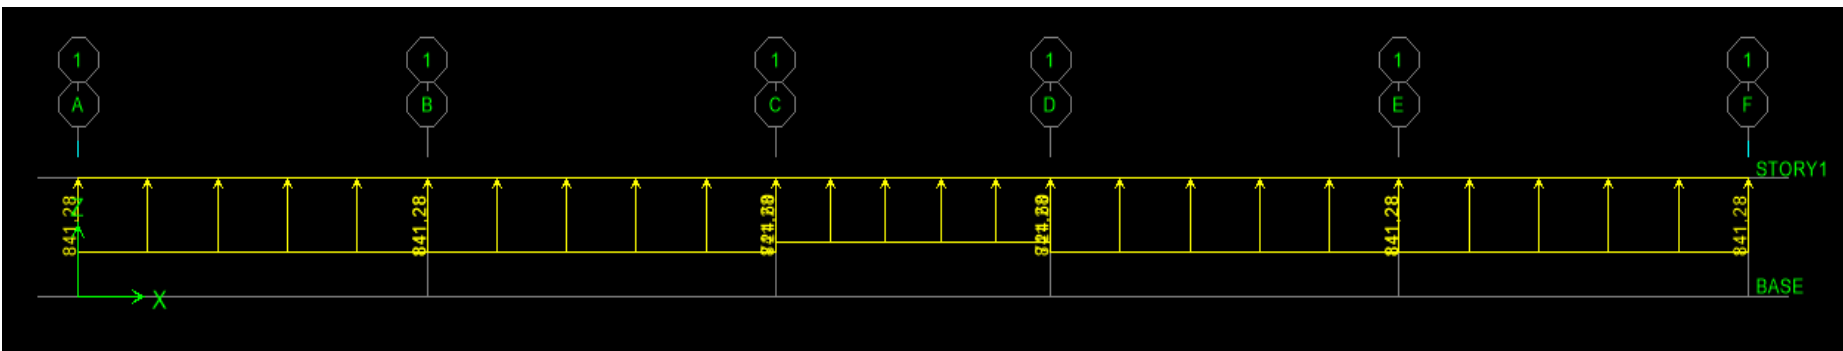 1 1 1 1 1 1
A B C D E F
STORY1
841.28 841.28 841.28 841.28
Z
X
BASE